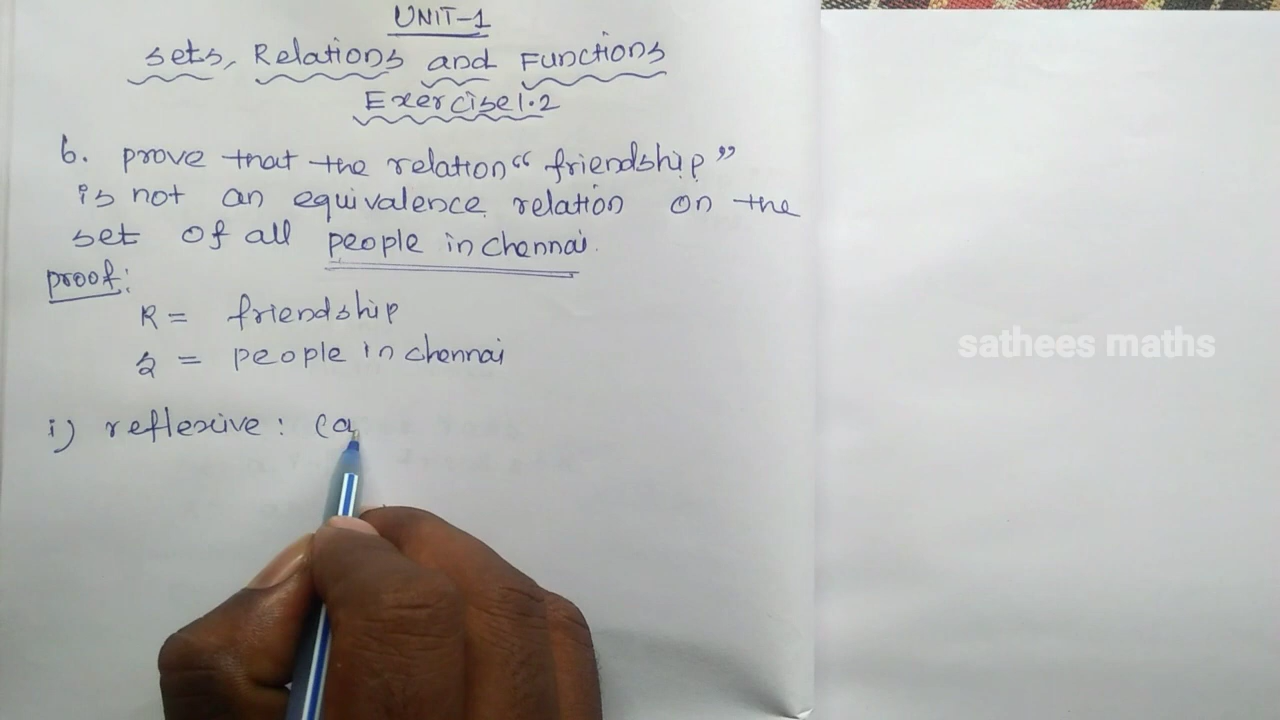 UNIT-1
sets, Relations and Functions
Exercise 1.2
6. prove that the relation "friendship"
is not an equivalence relation on the
set of all people in chennai.
proof:
R = friendship
S = people in chennai
i) reflexive: (a
sathees maths